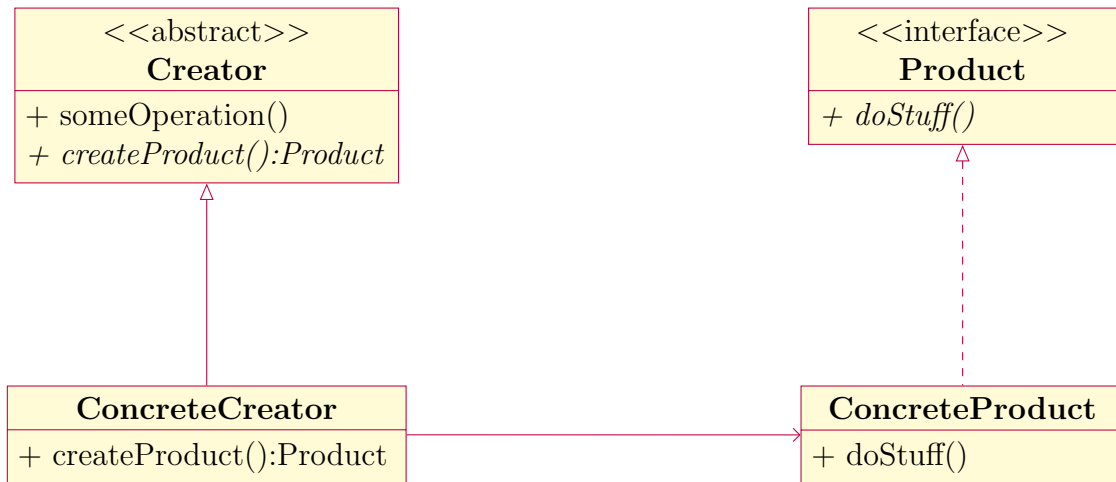 <<abstract>>
Creator
+ someOperation()
+ createProduct():Product
<<interface>>
Product
+ doStuff()
ConcreteCreator
+ createProduct():Product
ConcreteProduct
+ doStuff()